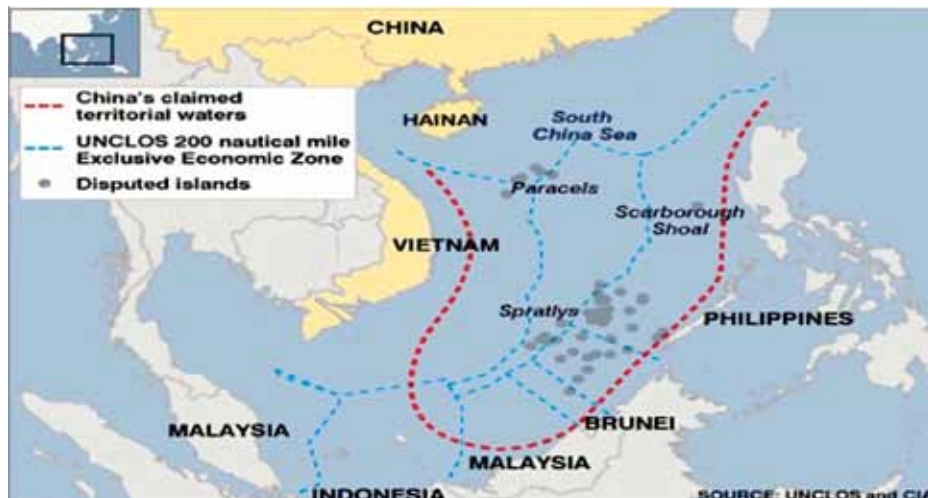 CHINA
China's claimed
territorial waters
UNCLOS 200 nautical mile
Exclusive Economic Zone
Disputed islands
HAINAN
South
China Sea
Paracels
Scarborough
Shoal
VIETNAM
Spratlys
PHILIPPINES
MALAYSIA
BRUNEI
MALAYSIA
INDONESIA
SOURCE: UNCLOS and CIA